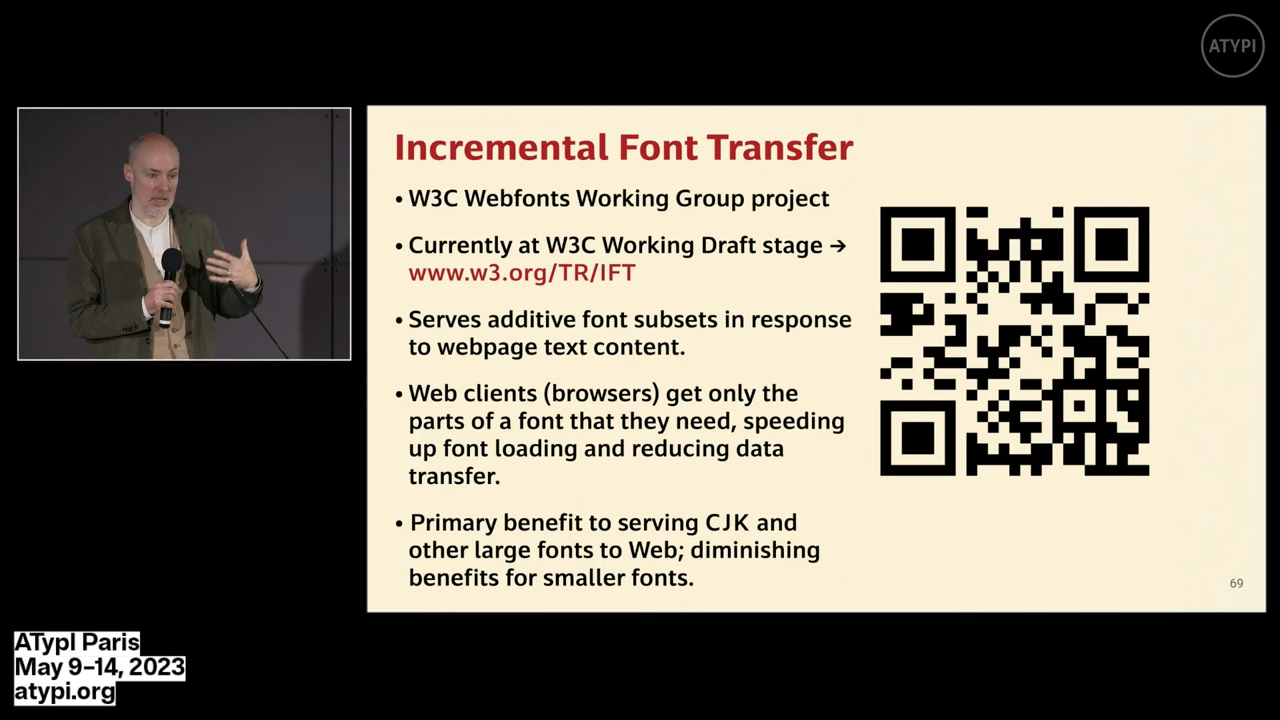 ATYPI
Incremental Font Transfer
• W3C Webfonts Working Group project
• Currently at W3C Working Draft stage →
www.w3.org/TR/IFT
• Serves additive font subsets in response
to webpage text content.
• Web clients (browsers) get only the
parts of a font that they need, speeding
up font loading and reducing data
transfer.
• Primary benefit to serving CJK and
other large fonts to Web; diminishing
benefits for smaller fonts.
69
ATypI Paris
May 9–14, 2023
atypi.org